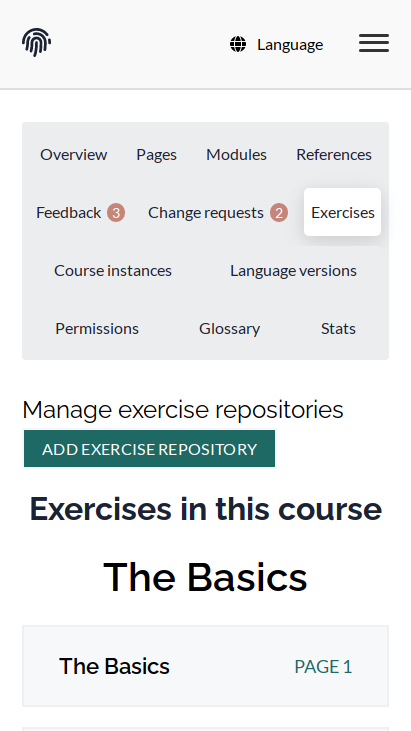 Language
Overview Pages Modules References
Feedback 3 Change requests 2 Exercises
Course instances Language versions
Permissions Glossary Stats
Manage exercise repositories
ADD EXERCISE REPOSITORY
Exercises in this course
The Basics
The Basics PAGE 1